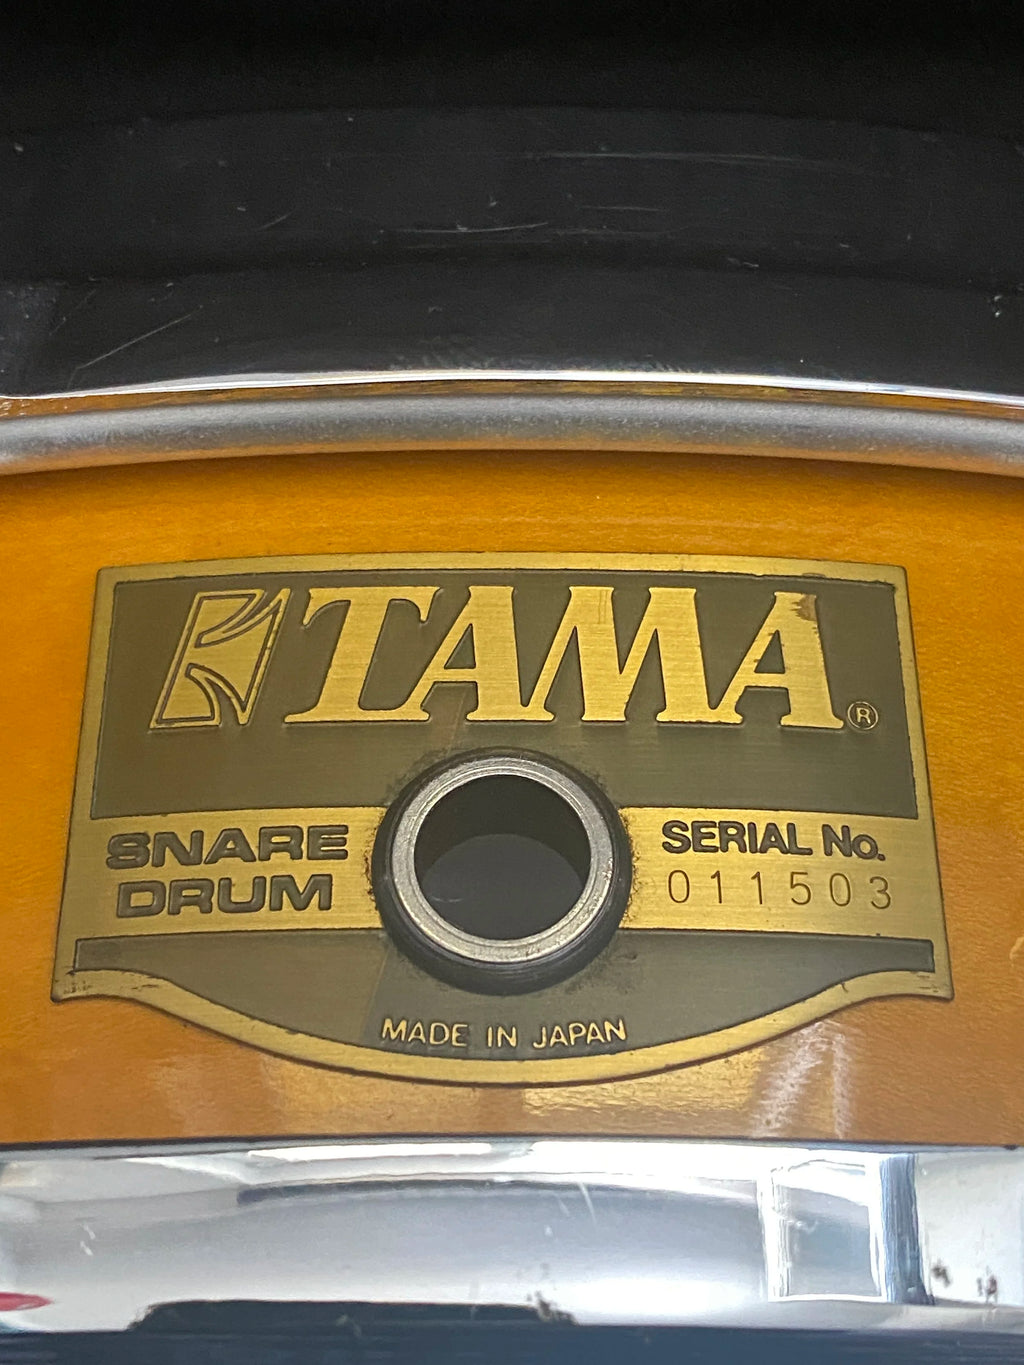 TAMA®
SNARE
DRUM
SERIAL No.
011503
MADE IN JAPAN